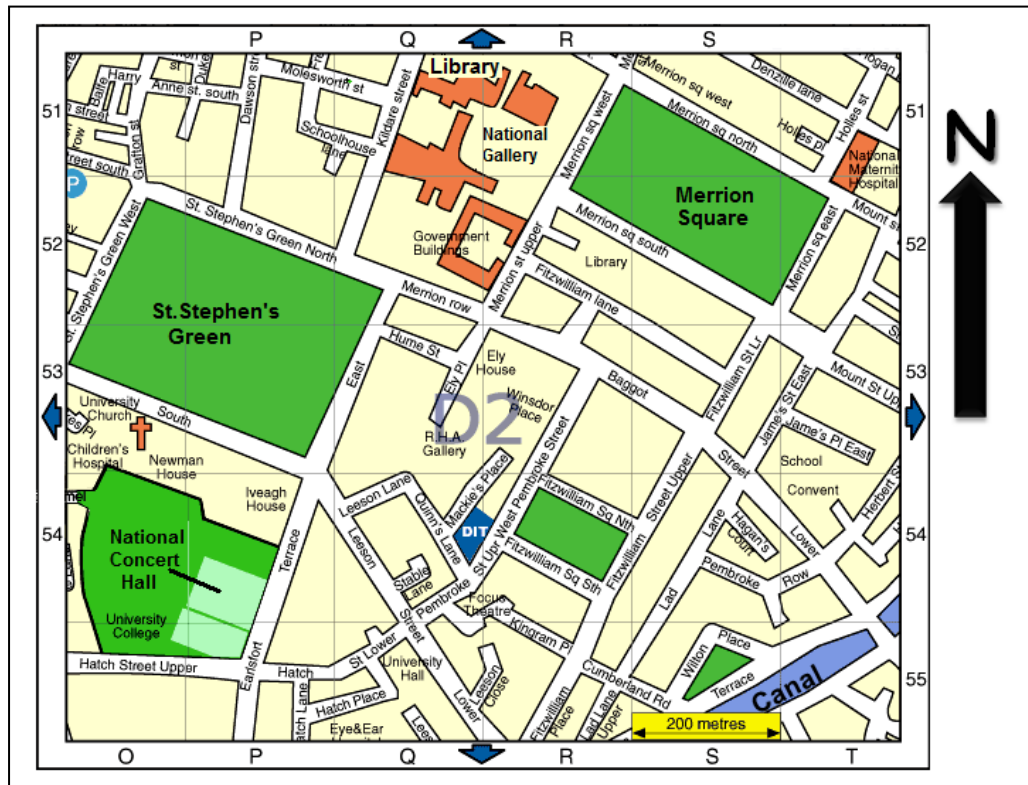 P Q R S
51
52
53
54
55
51
52
53
54
55
O P Q R S T
N
Harry
Balfe
Anne st. south
Duke
Dawson
Molesworth st
Schoolhouse
lane
Kildare street
Library
National
Gallery
Merrion sq west
Merrion sq west
Denzille lane
Hogan
Merrion sq north
Holles pl
Holles st
National
Maternit
Hospital
Mount st
Grafton st
street south
row
P
St. Stephen's Green West
St. Stephen's Green North
Government
Buildings
Merrion st upper
Merrion
Square
Merrion sq south
Merrion sq east
Library
Fitzwilliam lane
St.Stephen's
Green
Merrion row
Hume St
East
Ely Pl
Ely
House
Winsdor
Place
D2
R.H.A.
Gallery
Baggot
Fitzwilliam St Lr
James's St East
Mount St Up
Jame's Pl East
School
Convent
Street
Herbert S
University
Church
South
Children's
Hospital
Newman
House
Iveagh
House
Leeson Lane
Quinn's Lane
Mackie's Place
DIT
St Upr West Pembroke Street
Fitzwilliam Sq Nth
Fitzwilliam Sq Sth
Street Upper
Fitzwilliam
Lane
Lad
Hagan's
Court
Lower
Pembroke
Row
National
Concert
Hall
University
College
Terrace
Earlsfort
Leeson
Stable
Lane
Pembroke
Focus
Theatre
Street
Kingram Pl
Hatch Street Upper
Hatch
St Lower
University
Hall
Hatch Place
Hatch Lane
Eye&Ear
Lees
Leeson
Close
Lower
Fitzwilliam
Place
Lad Lane
Upper
Cumberland Rd
Wilton
Place
Terrace
Canal
200 metres